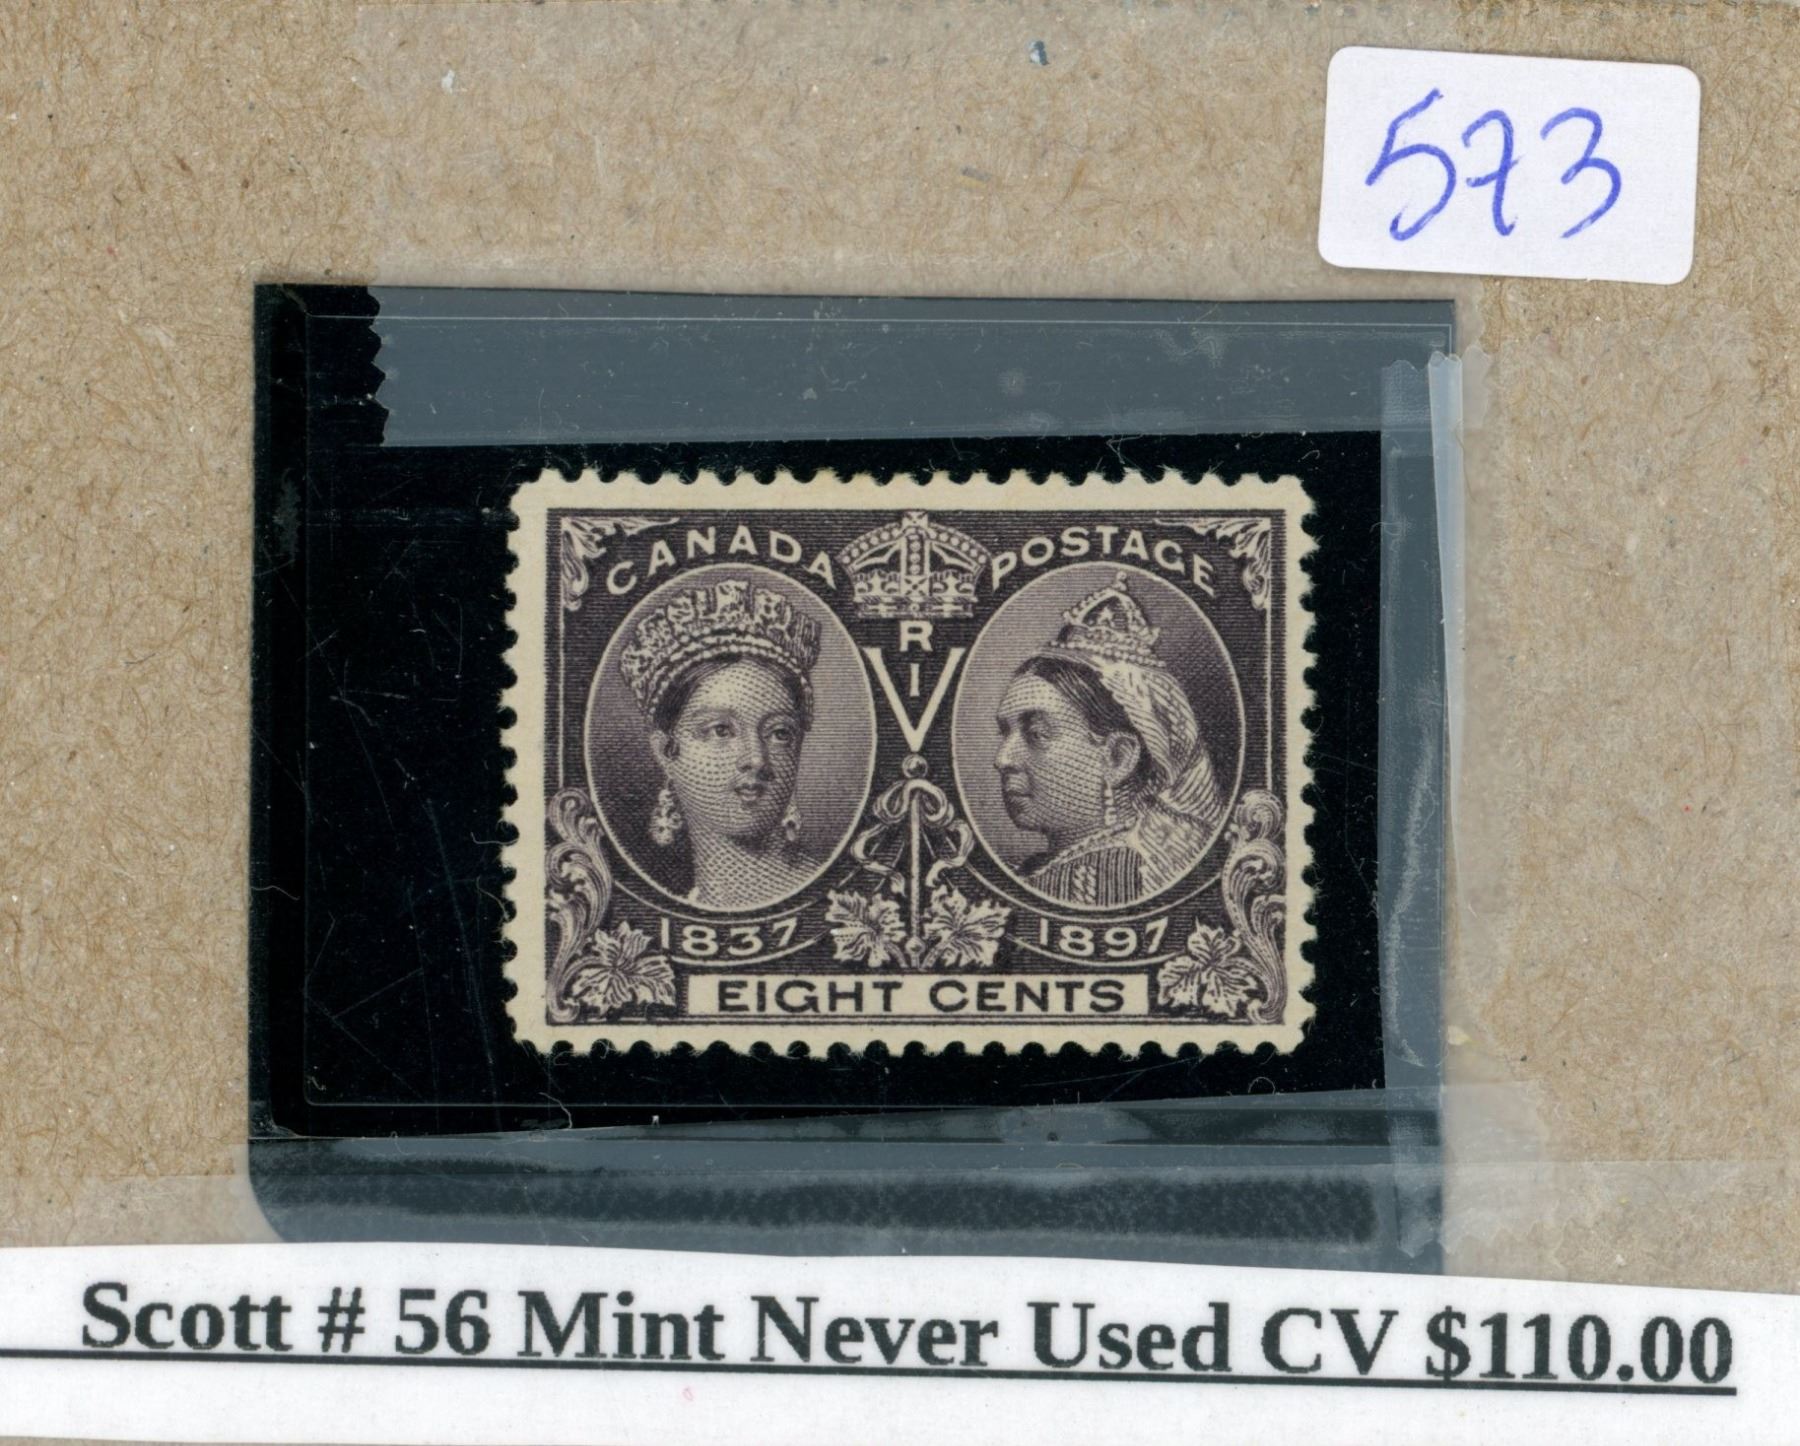 573
CANADA POSTAGE
R
V I
1837 1897
EIGHT CENTS
Scott # 56 Mint Never Used CV $110.00